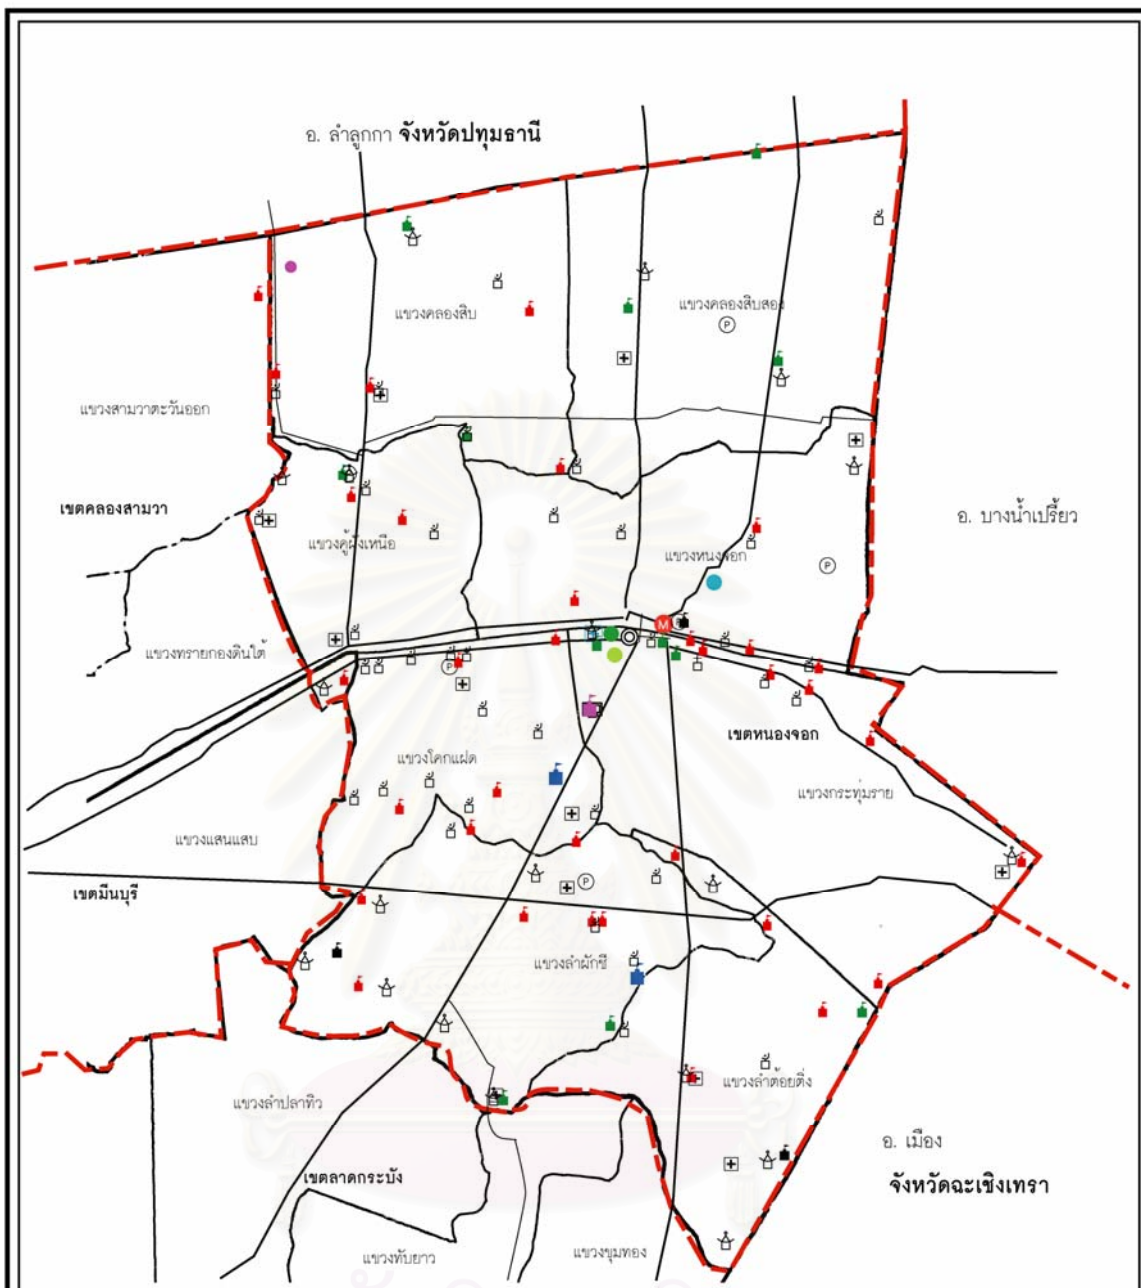 อ. ลำลูกกา จังหวัดปทุมธานี
แขวงคลองสิบ
แขวงคลองสิบสอง
P
แขวงสามวาตะวันออก
เขตคลองสามวา
อ. บางน้ำเปรี้ยว
แขวงคู้ฝั่งเหนือ
แขวงหนงจอก
P
แขวงทรายกองดินใต้
M
P
เขตหนองจอก
แขวงโคกแฝด
แขวงกระทุ่มราย
แขวงแสนแสบ
เขตมีนบุรี
P
แขวงลำผักชี
แขวงลำต้อยติ่ง
แขวงลำปลาทิว
อ. เมือง
เขตลาดกระบัง
จังหวัดฉะเชิงเทรา
แขวงทับยาว
แขวงขุมทอง